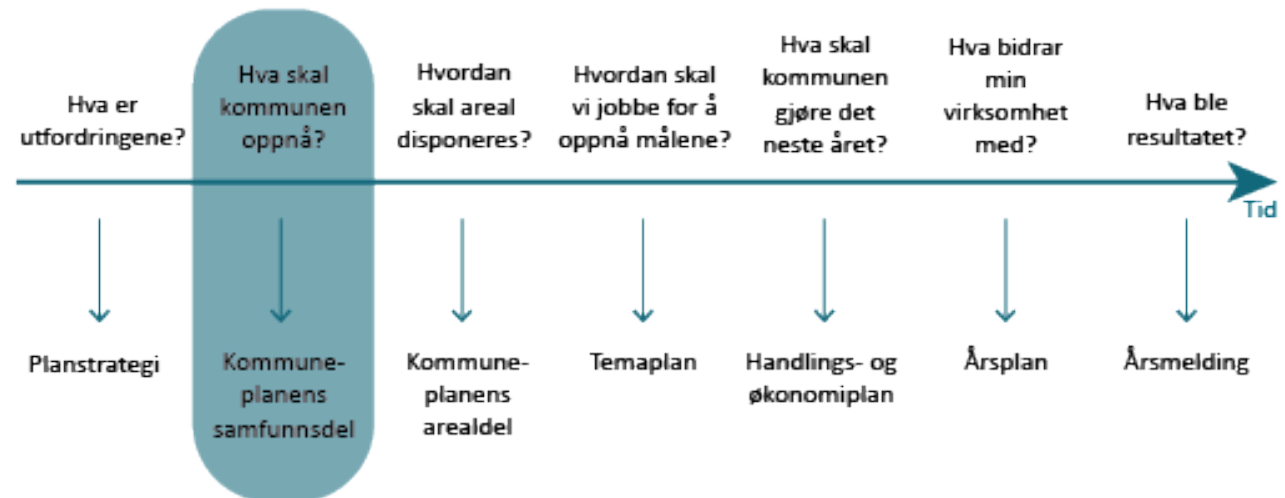 Hva er
utfordringene?
Hva skal
kommunen
oppnå?
Hvordan
skal areal
disponeres?
Hvordan skal
vi jobbe for å
oppnå målene?
Hva skal
kommunen
gjøre det
neste året?
Hva bidrar
min
virksomhet
med?
Hva ble
resultatet?
Tid
Planstrategi
Kommune-
planens
samfunnsdel
Kommune-
planens
arealdel
Temaplan
Handlings- og
økonomiplan
Årsplan
Årsmelding